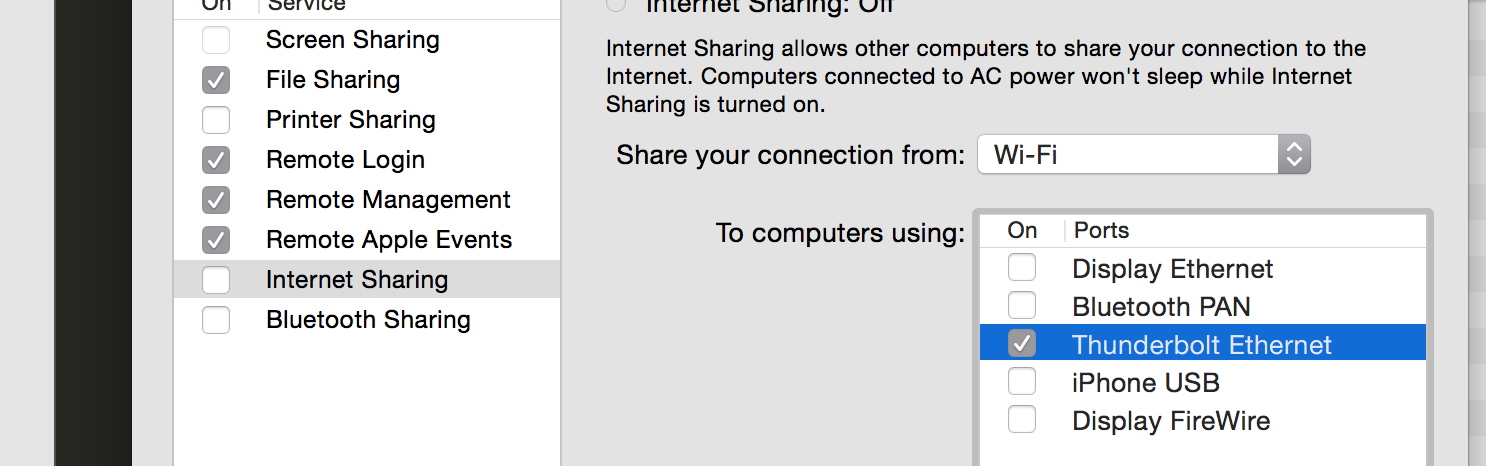 On Service
Internet Sharing: Off
Screen Sharing
File Sharing
Printer Sharing
Remote Login
Remote Management
Remote Apple Events
Internet Sharing
Bluetooth Sharing
Internet Sharing allows other computers to share your connection to the
Internet. Computers connected to AC power won't sleep while Internet
Sharing is turned on.
Share your connection from: Wi-Fi
To computers using:
On Ports
Display Ethernet
Bluetooth PAN
Thunderbolt Ethernet
iPhone USB
Display FireWire